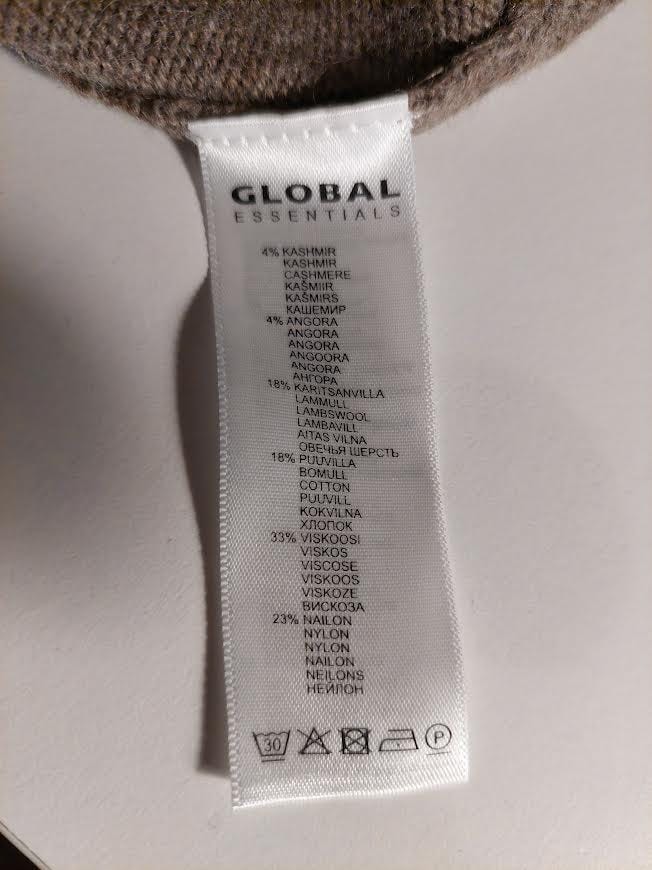 GLOBAL
ESSENTIALS
4% KASHMIR
KASHMIR
CASHMERE
KAŠMIIR
KAŠMIRS
КАШЕМИР
4% ANGORA
ANGORA
ANGORA
ANGOORA
ANGORA
АНГОРА
18% KARITSANVILLA
LAMMULL
LAMBSWOOL
LAMBAVILL
AITAS VILNA
ОВЕЧЬЯ ШЕРСТЬ
18% PUUVILLA
BOMULL
COTTON
PUUVILL
KOKVILNA
ХЛОПОК
33% VISKOOSI
VISKOS
VISCOSE
VISKOOS
VISKOZE
ВИСКОЗА
23% NAILON
NYLON
NYLON
NAILON
NEILONS
НЕЙЛОН
30 P